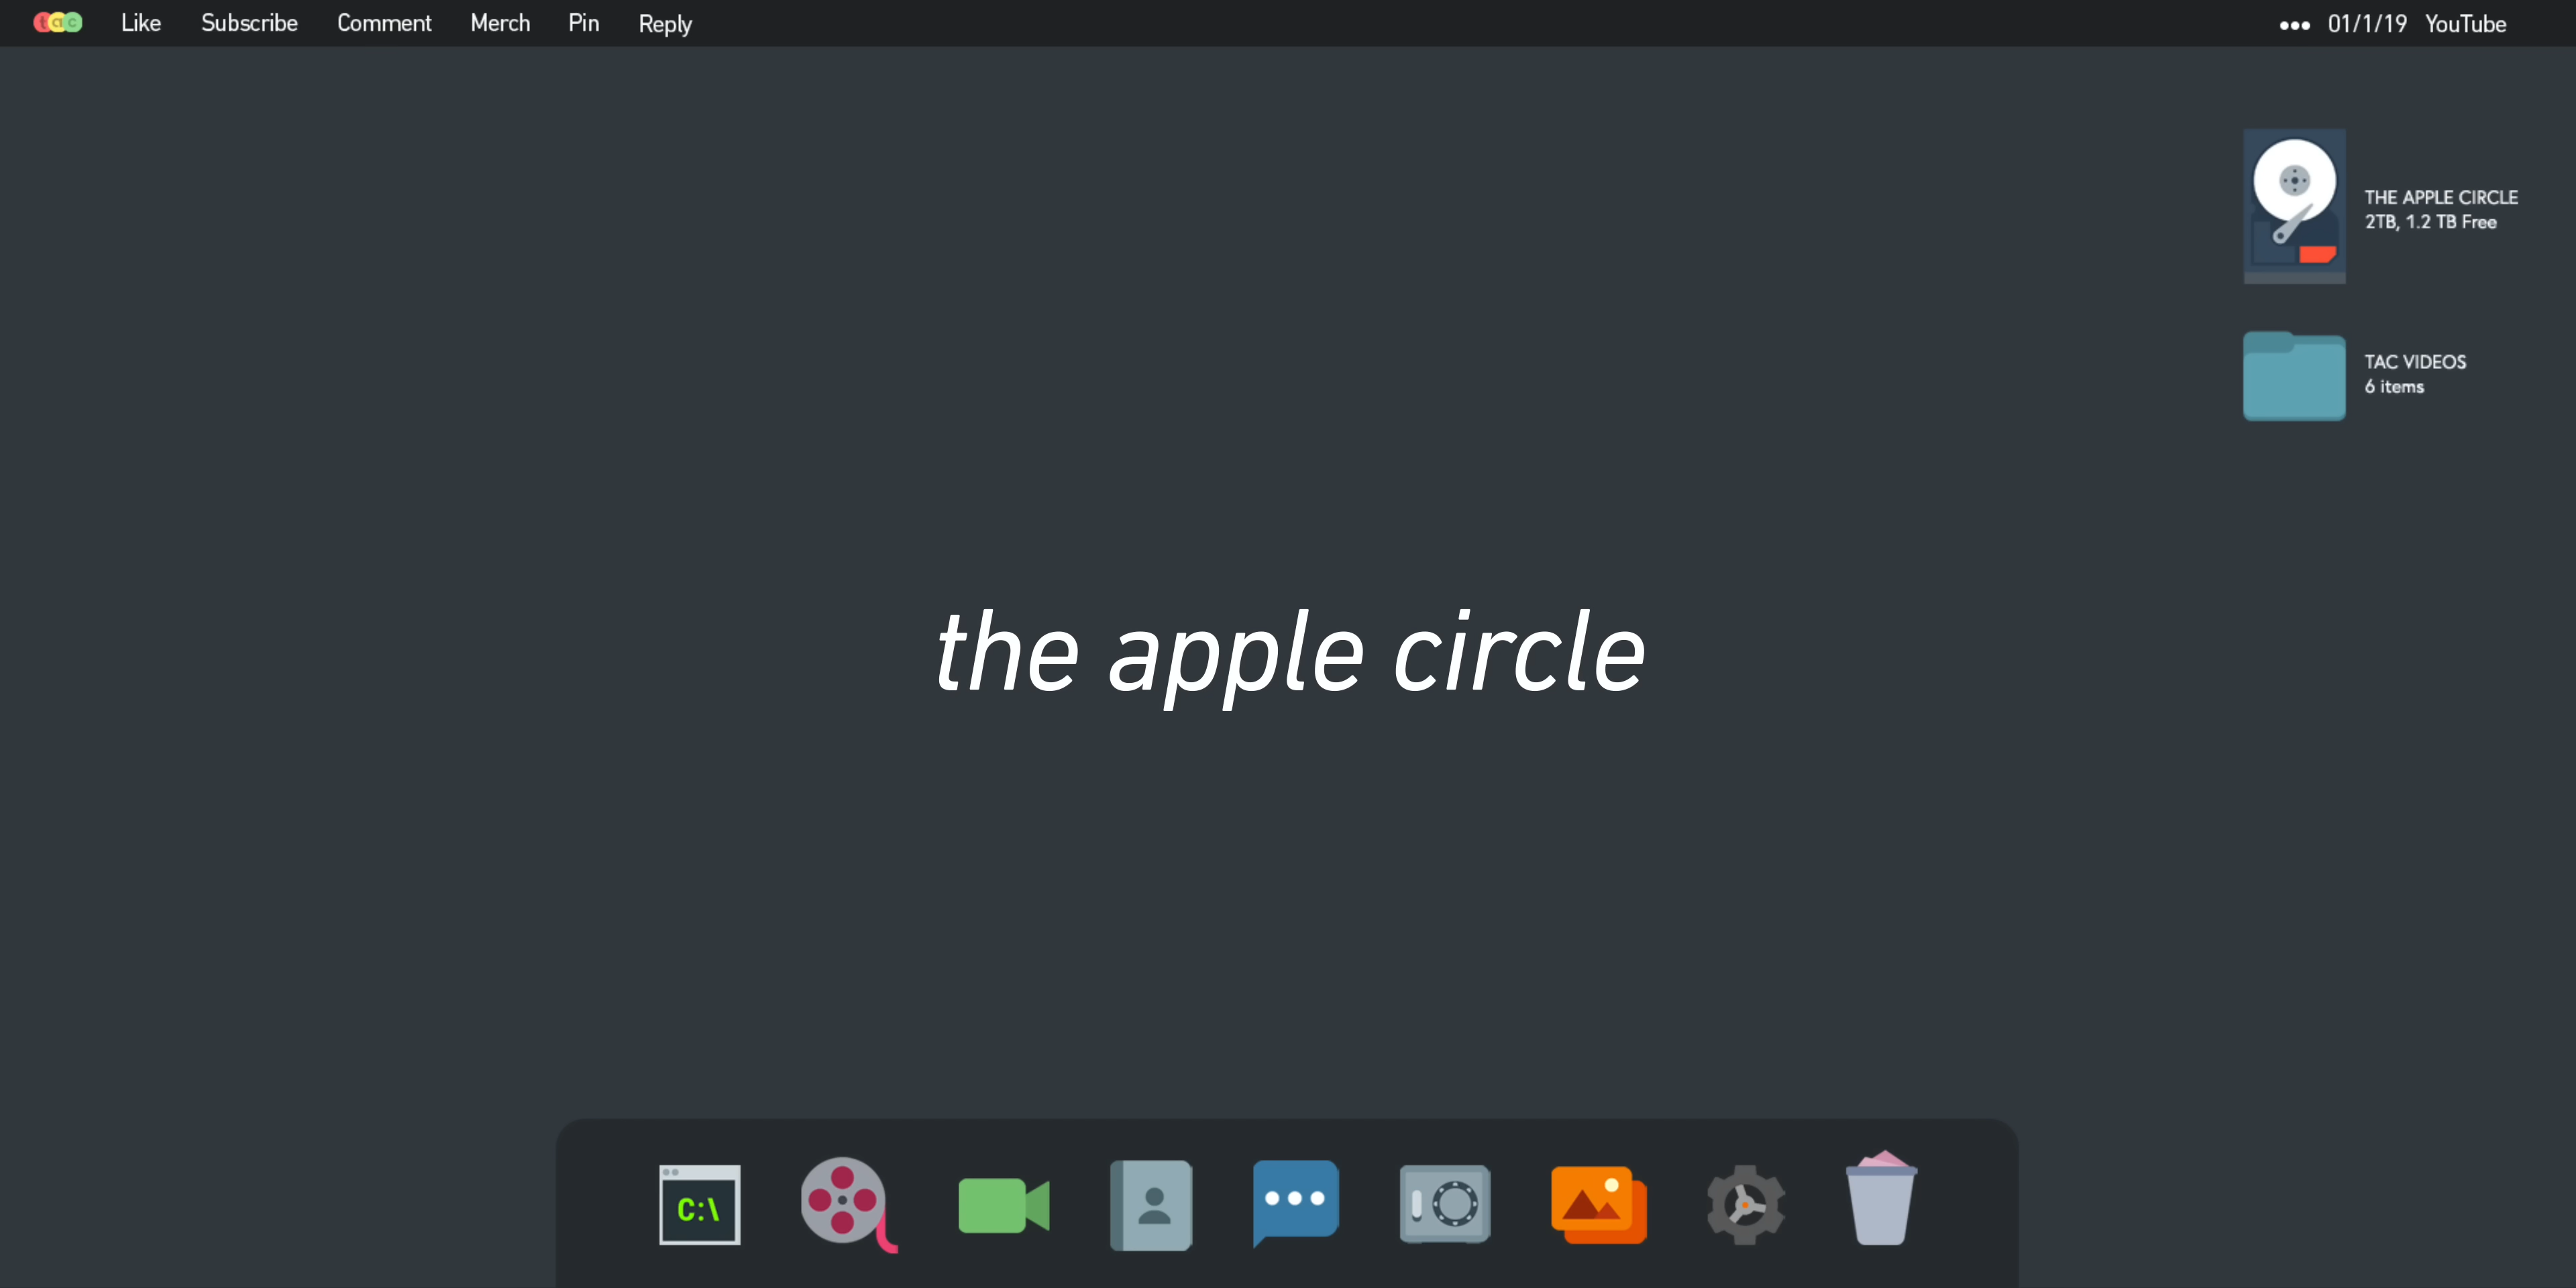 tac Like Subscribe Comment Merch Pin Reply ••• 01/1/19 YouTube
THE APPLE CIRCLE
2TB, 1.2 TB Free
TAC VIDEOS
6 items
the apple circle
C:\